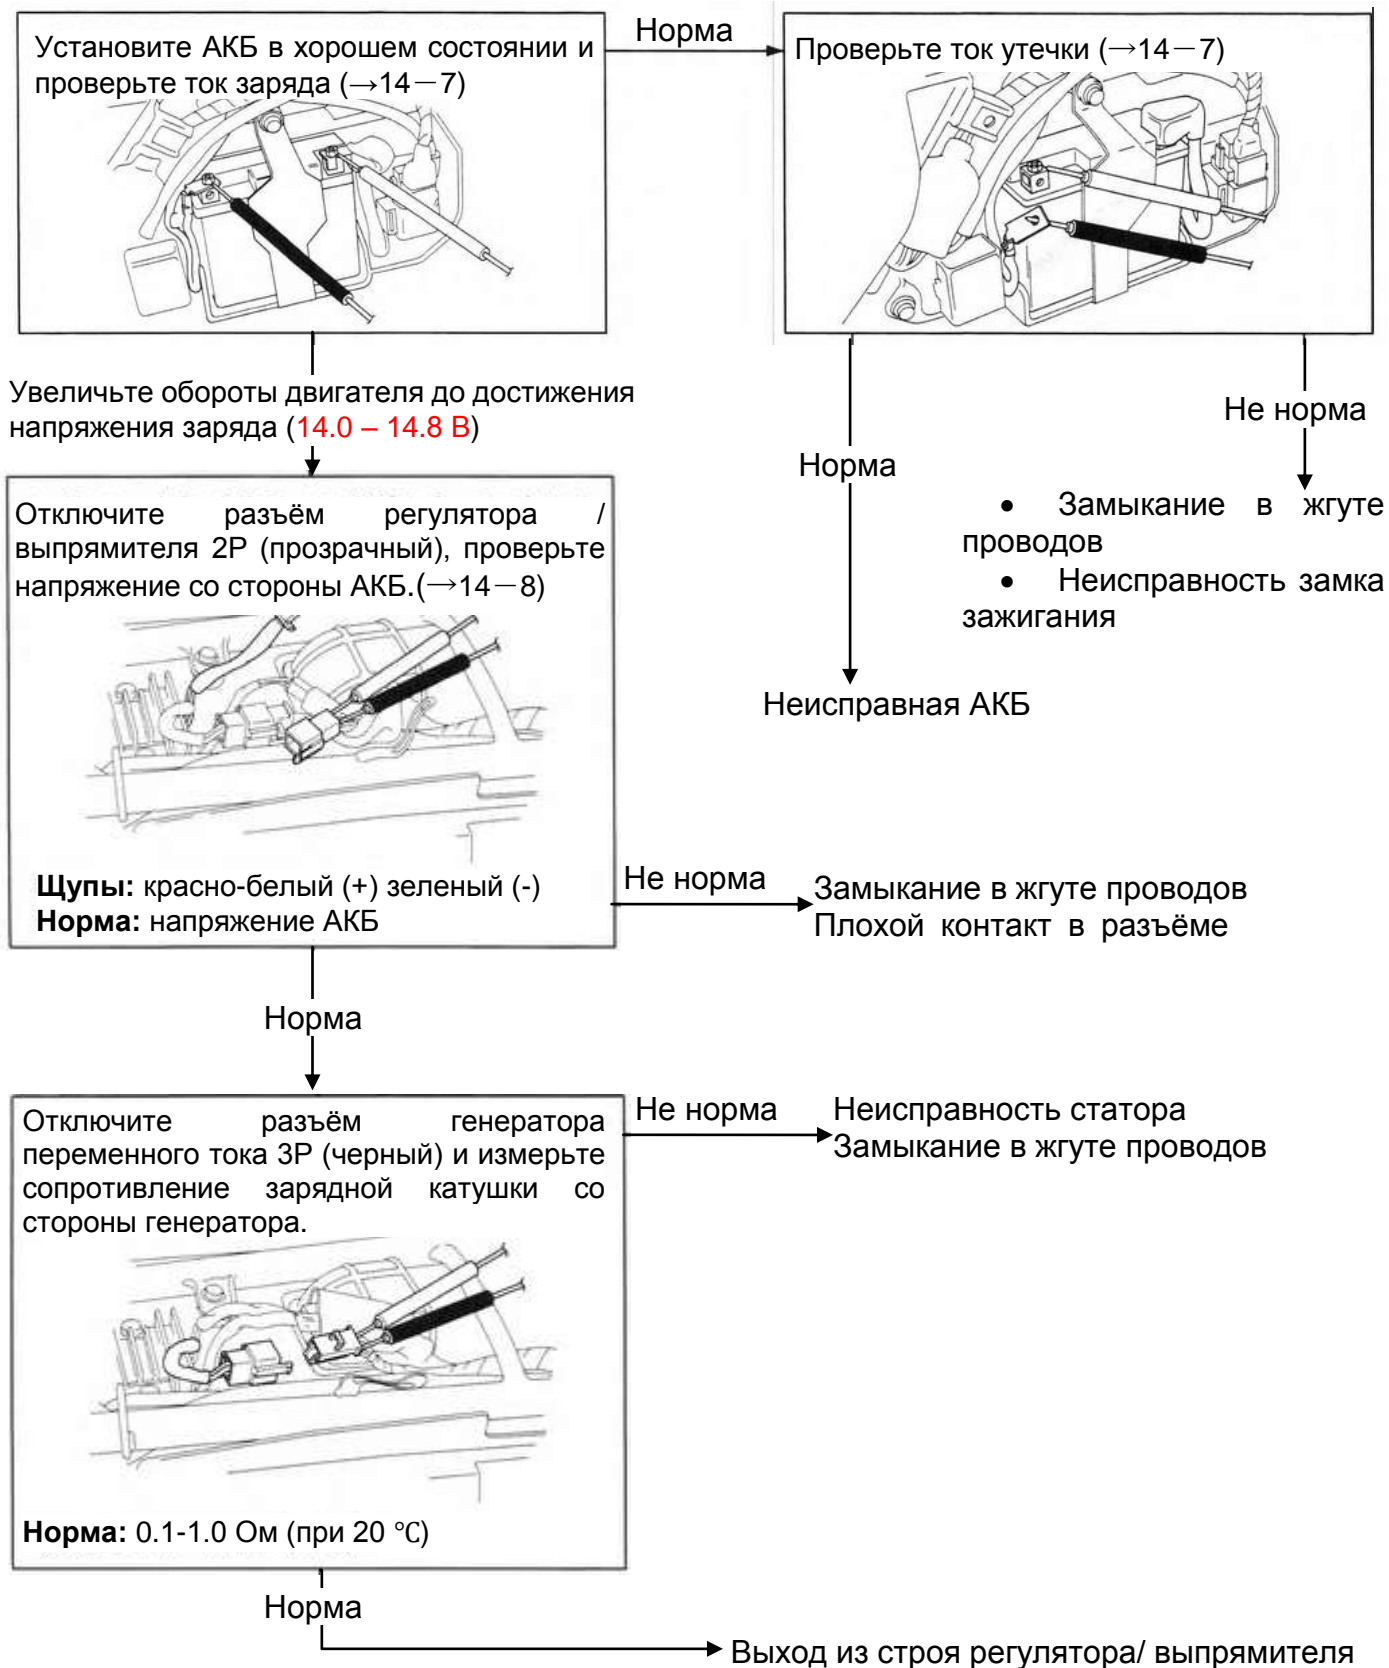 Установите АКБ в хорошем состоянии и
проверьте ток заряда (→14－7)
Норма
Проверьте ток утечки (→14－7)
Увеличьте обороты двигателя до достижения
напряжения заряда (14.0 – 14.8 В)
Норма
Не норма
• Замыкание в жгуте
проводов
• Неисправность замка
зажигания
Неисправная АКБ
Отключите разъём регулятора /
выпрямителя 2P (прозрачный), проверьте
напряжение со стороны АКБ.(→14－8)
Щупы: красно-белый (+) зеленый (-)
Норма: напряжение АКБ
Не норма
Замыкание в жгуте проводов
Плохой контакт в разъёме
Норма
Отключите разъём генератора
переменного тока 3P (черный) и измерьте
сопротивление зарядной катушки со
стороны генератора.
Норма: 0.1-1.0 Ом (при 20 ℃)
Не норма
Неисправность статора
Замыкание в жгуте проводов
Норма
Выход из строя регулятора/ выпрямителя